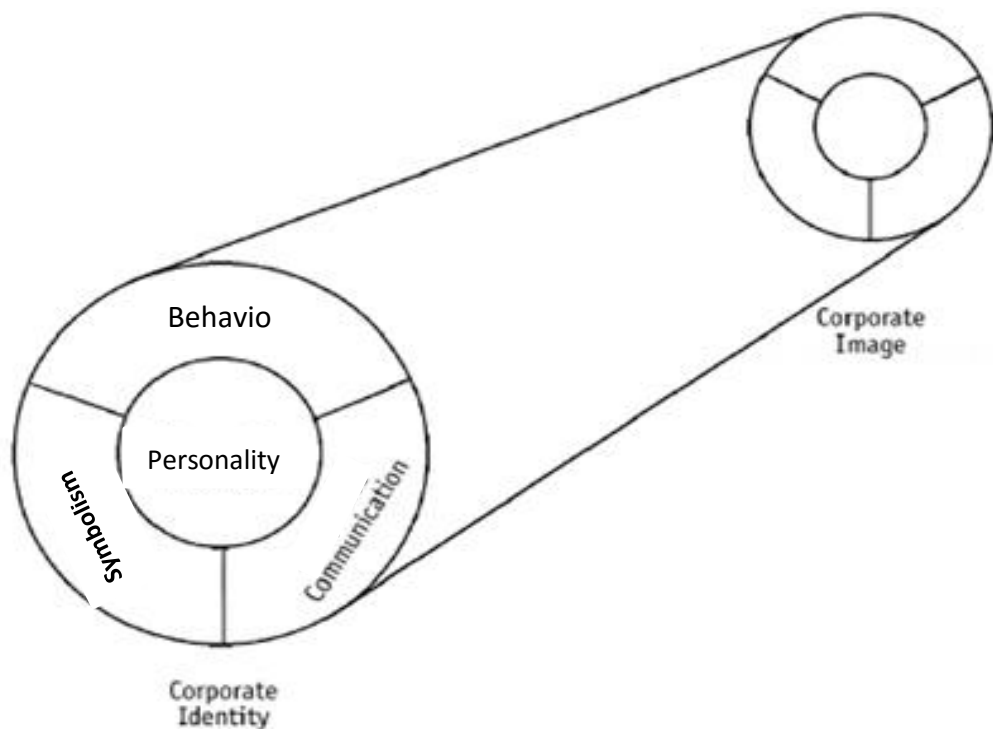 Behavio
Personality
Symbolism
Communication
Corporate
Image
Corporate
Identity